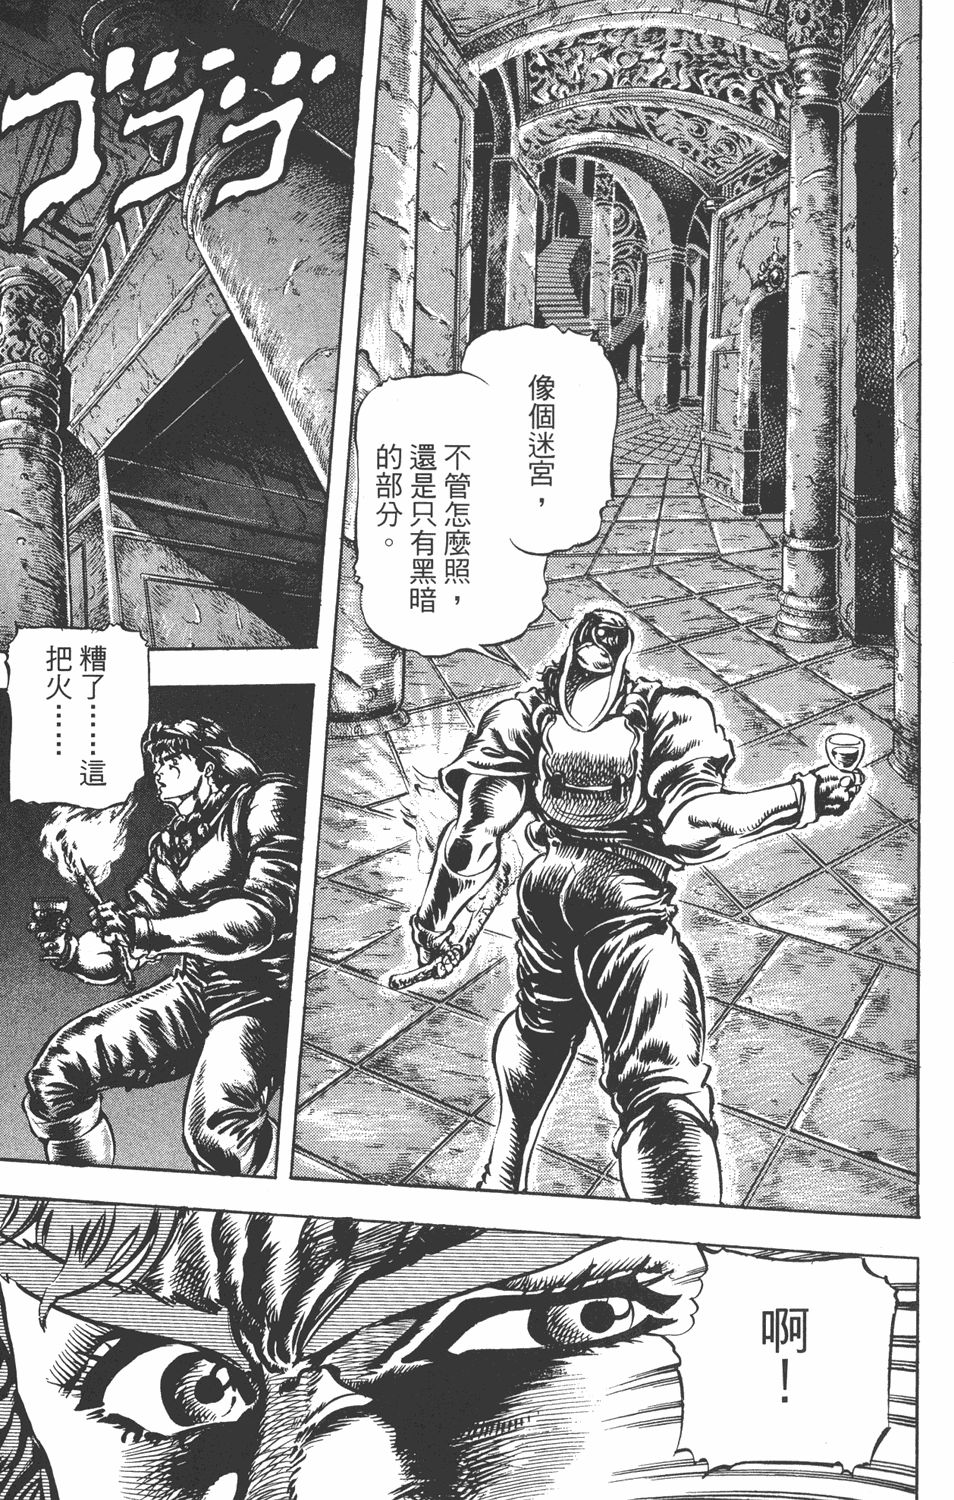 像個迷宮，
不管怎麼照，
還是只有黑暗
的部分。
ゴゴゴ
糟了……這
把火……
啊！